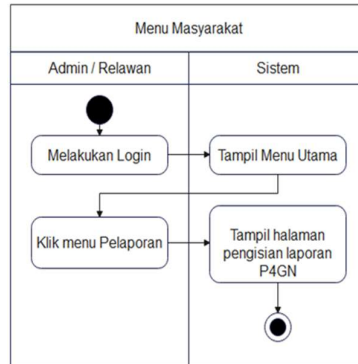 Menu Masyarakat
Admin / Relawan
Sistem
Melakukan Login
Tampil Menu Utama
Klik menu Pelaporan
Tampil halaman
pengisian laporan
P4GN